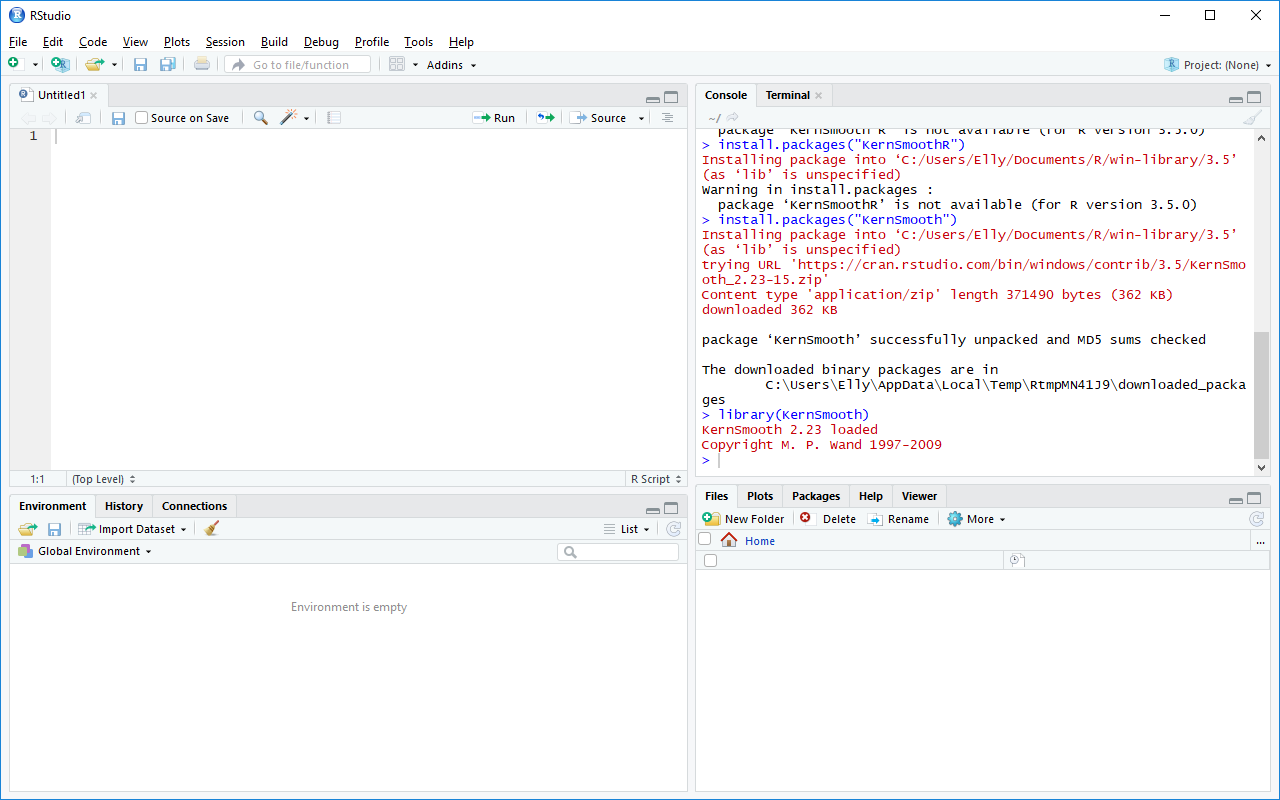 RStudio
File Edit Code View Plots Session Build Debug Profile Tools Help
Go to file/function Addins Project: (None)
Untitled1
Source on Save Run Source
1
1:1 (Top Level) R Script
Console Terminal
~/
package ‘KernSmooth R’ is not available (for R version 3.5.0)
> install.packages("KernSmoothR")
Installing package into ‘C:/Users/Elly/Documents/R/win-library/3.5’
(as ‘lib’ is unspecified)
Warning in install.packages :
package ‘KernSmoothR’ is not available (for R version 3.5.0)
> install.packages("KernSmooth")
Installing package into ‘C:/Users/Elly/Documents/R/win-library/3.5’
(as ‘lib’ is unspecified)
trying URL 'https://cran.rstudio.com/bin/windows/contrib/3.5/KernSmo
oth_2.23-15.zip'
Content type 'application/zip' length 371490 bytes (362 KB)
downloaded 362 KB
package ‘KernSmooth’ successfully unpacked and MD5 sums checked
The downloaded binary packages are in
C:\Users\Elly\AppData\Local\Temp\RtmpMN41J9\downloaded_packa
ges
> library(KernSmooth)
KernSmooth 2.23 loaded
Copyright M. P. Wand 1997-2009
>
Environment History Connections
Import Dataset List
Global Environment
Environment is empty
Files Plots Packages Help Viewer
New Folder Delete Rename More
Home ...